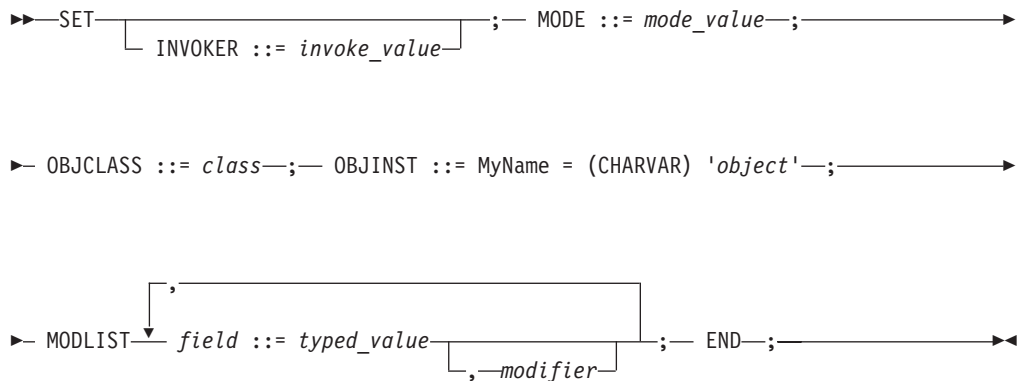 SET ; MODE ::= mode_value ;
INVOKER ::= invoke_value
OBJCLASS ::= class ; OBJINST ::= MyName = (CHARVAR) 'object' ;
,
MODLIST field ::= typed_value ; END ;
, modifier